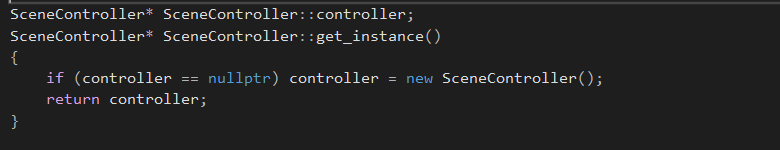 SceneController* SceneController::controller;
SceneController* SceneController::get_instance()
{
    if (controller == nullptr) controller = new SceneController();
    return controller;
}